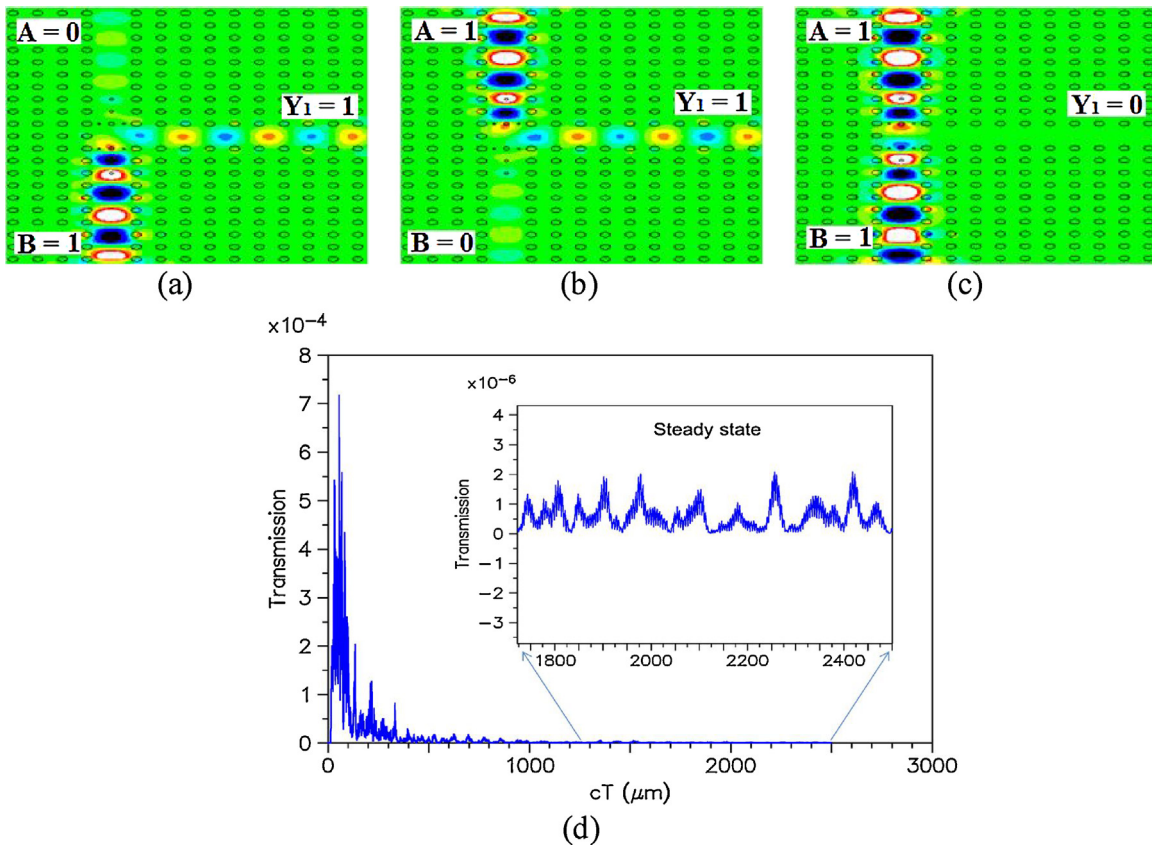 A = 0
Y1 = 1
B = 1
(a)
A = 1
Y1 = 1
B = 0
(b)
A = 1
Y1 = 0
B = 1
(c)
×10−4
8
7
6
5
4
3
2
1
0
Transmission
0
1000
2000
3000
cT (μm)
×10−6
4
3
2
1
0
−1
−2
−3
Transmission
Steady state
1800
2000
2200
2400
(d)